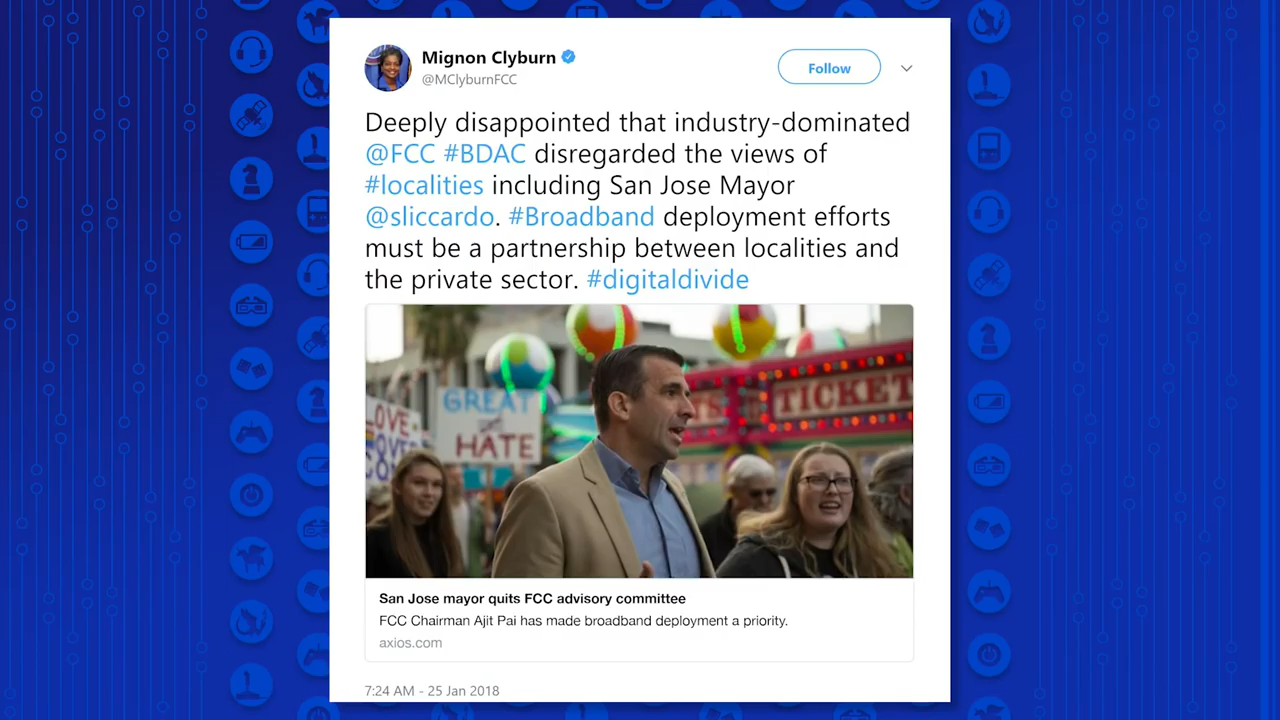 Mignon Clyburn
@MClyburnFCC
Follow
Deeply disappointed that industry-dominated
@FCC #BDAC disregarded the views of
#localities including San Jose Mayor
@sliccardo. #Broadband deployment efforts
must be a partnership between localities and
the private sector. #digitaldivide
GREAT
HATE
LOVE
TICKET
San Jose mayor quits FCC advisory committee
FCC Chairman Ajit Pai has made broadband deployment a priority.
axios.com
7:24 AM - 25 Jan 2018